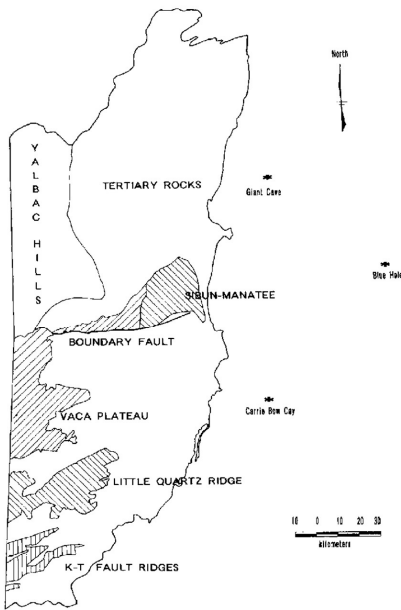 North
YALBAC HILLS
TERTIARY ROCKS
Giant Cave
Blue Hole
SIBUN-MANATEE
BOUNDARY FAULT
VACA PLATEAU
Carrie Bow Cay
LITTLE QUARTZ RIDGE
10 0 10 20 30
kilometers
K-T FAULT RIDGES